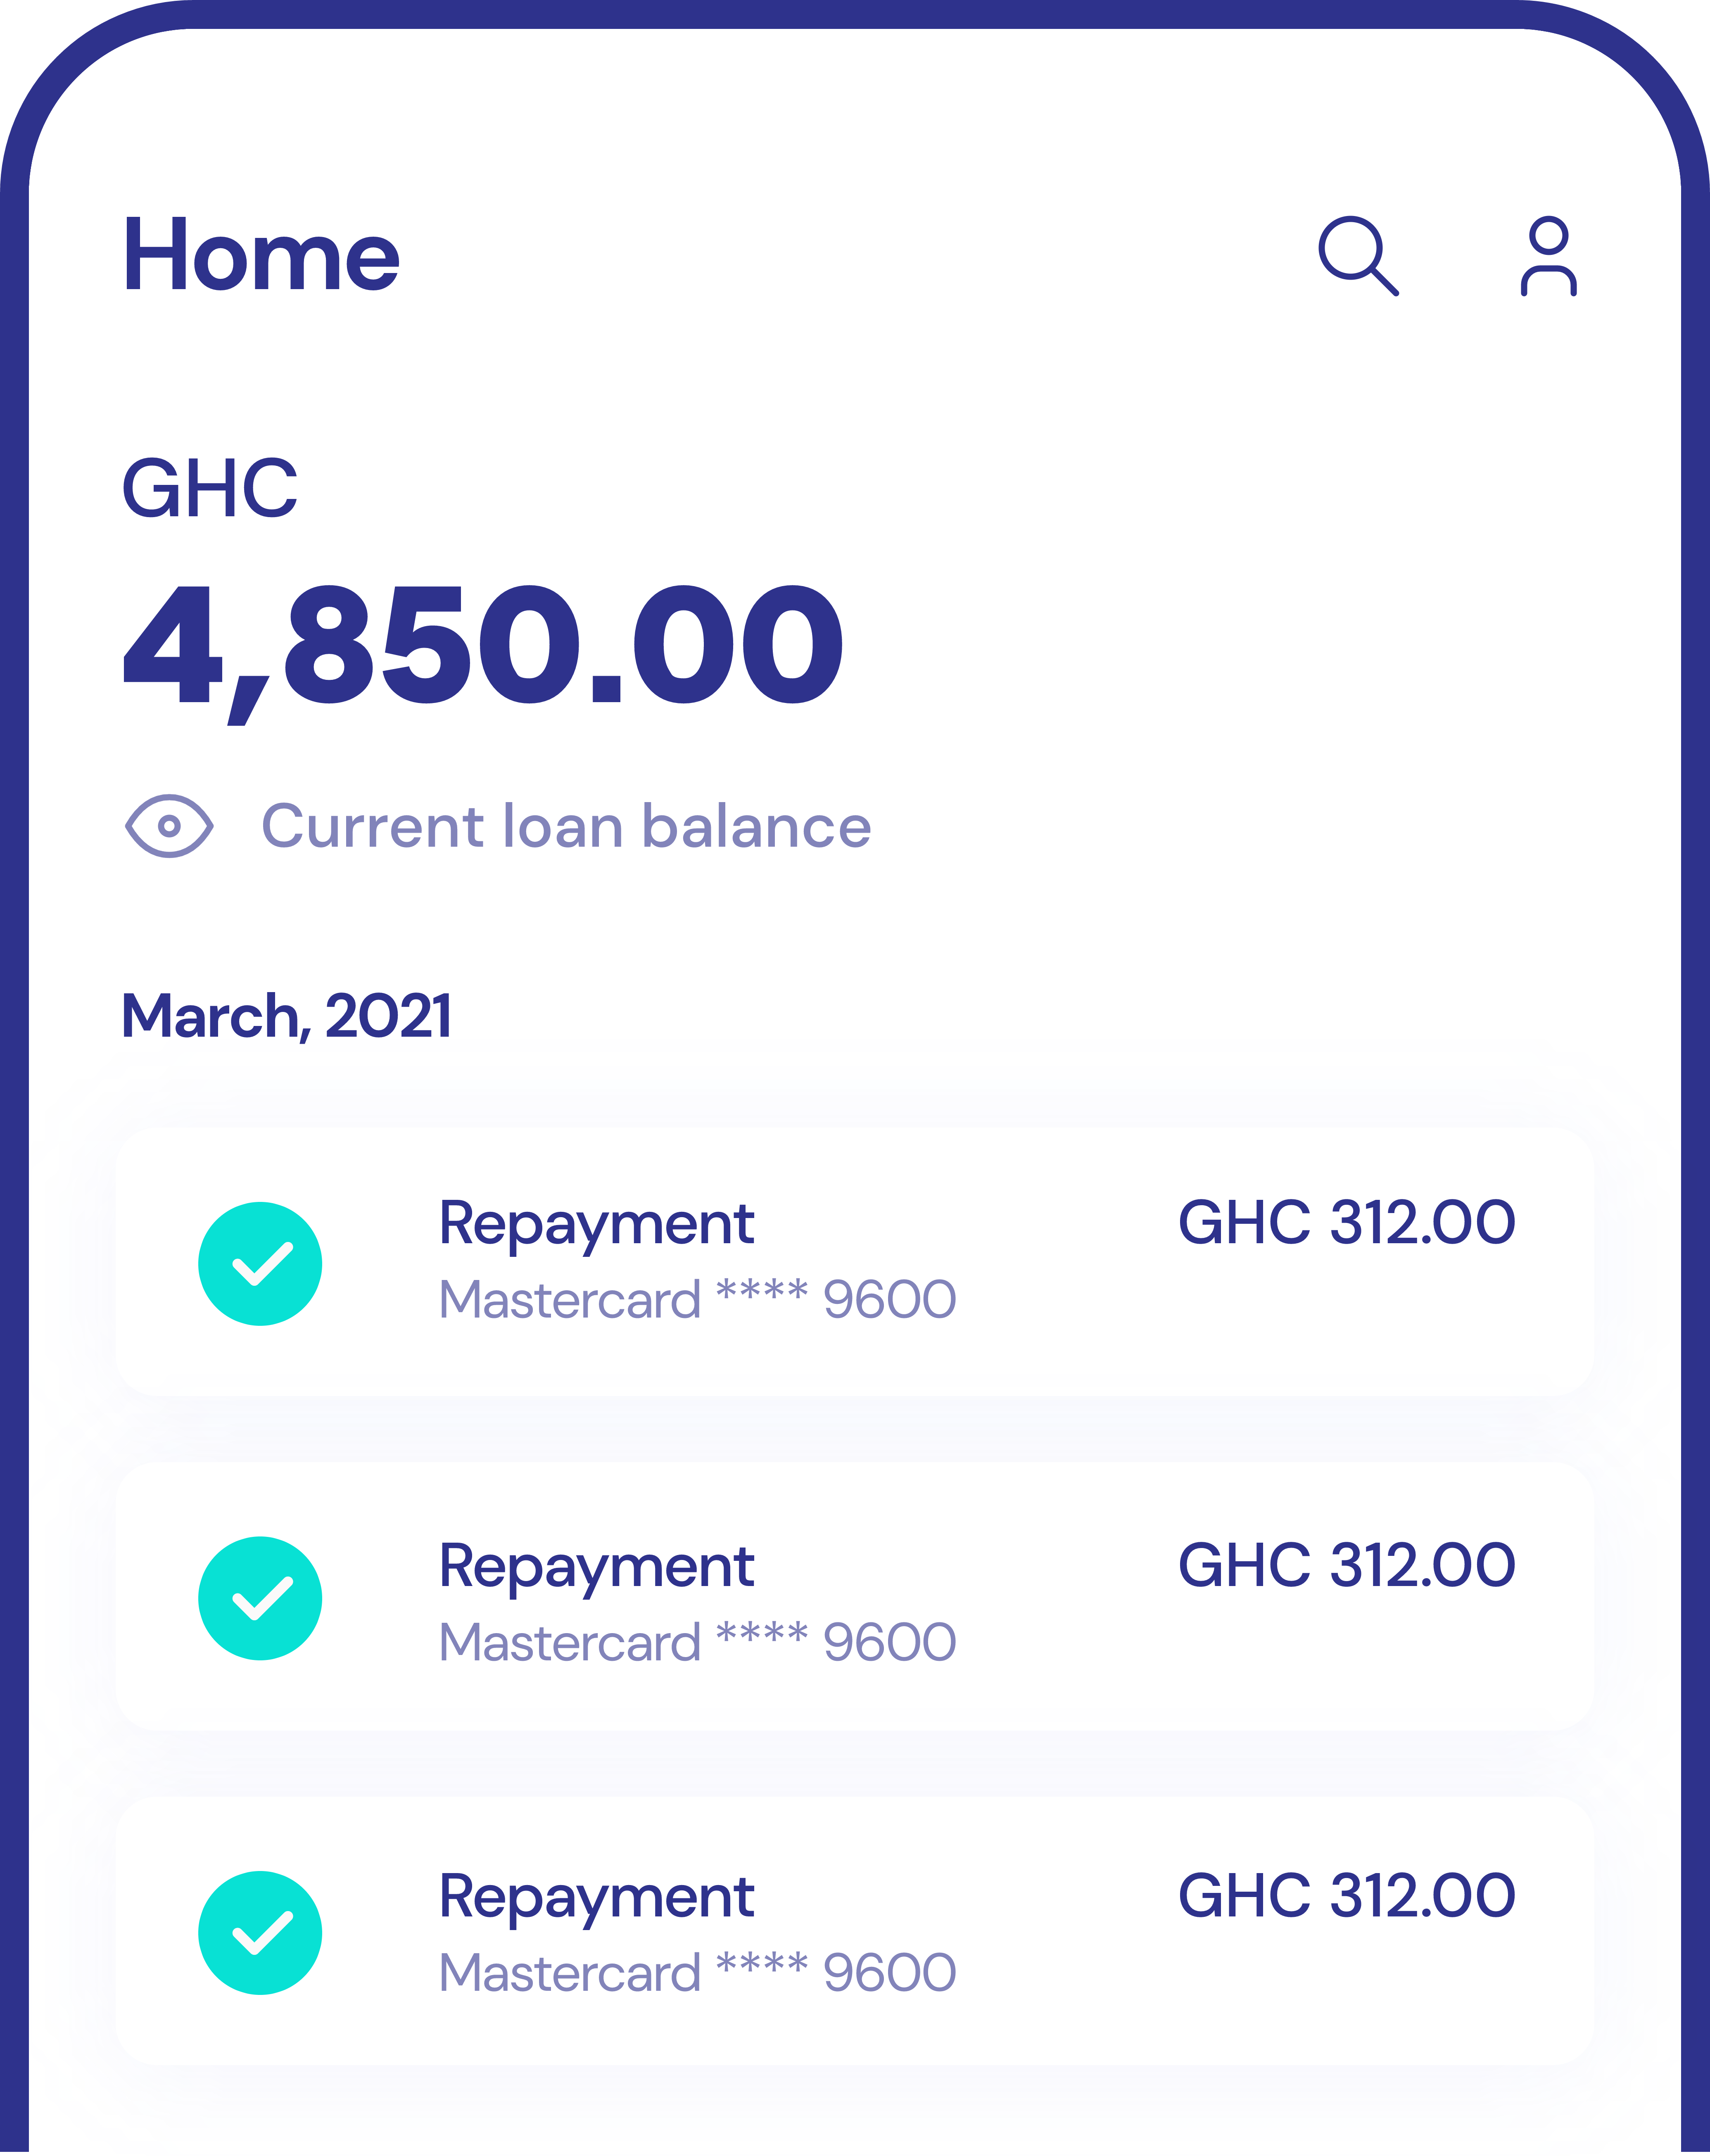 Home
GHC
4,850.00
Current loan balance
March, 2021
Repayment GHC 312.00
Mastercard **** 9600
Repayment GHC 312.00
Mastercard **** 9600
Repayment GHC 312.00
Mastercard **** 9600